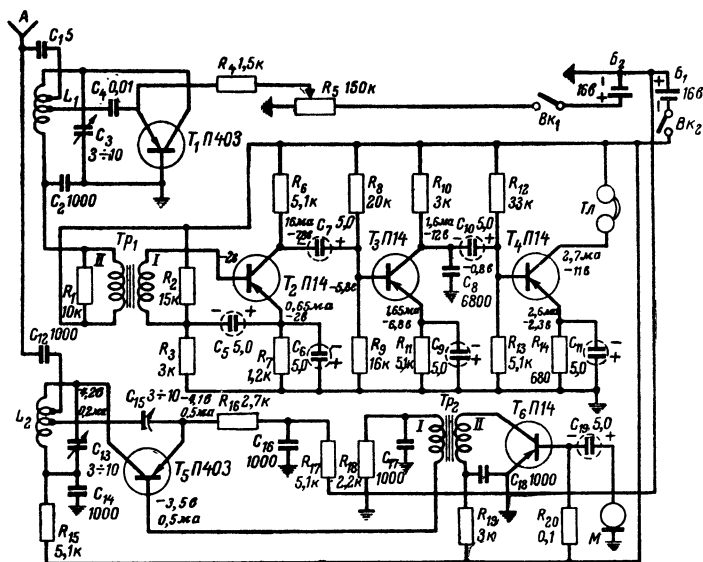 А
C₁ 5
L₁
C₄ 0,01
R₄ 1,5к
R₅ 150к
Б₂
16в
Б₁
16в
Вк₁
Вк₂
C₃
3÷10
T₁ П403
C₂ 1000
R₆
5,1к
R₈
20к
R₁₀
3к
R₁₂
33к
Тл
Тр₁
II
I
R₁
10к
R₂
15к
-2в
C₇ 5,0
T₂ П14
-5,8в
0,65ма
-2в
1,6ма
-12в
C₁₀ 5,0
T₃ П14
-0,8в
C₈
6800
T₄ П14
2,7ма
-11в
C₁₂ 1000
R₃
3к
C₅ 5,0
R₇
1,2к
C₆
5,0
R₉
16к
1,65ма
-6,8в
R₁₁
5,1к
C₉
5,0
R₁₃
5,1к
2,6ма
-2,3в
R₁₄
680
C₁₁
5,0
L₂
-4,2в
0,2ма
C₁₅ 3÷10
-4,1в
0,5ма
R₁₆ 2,7к
Тр₂
I
II
T₆ П14
C₁₉ 5,0
C₁₃
3÷10
C₁₄
1000
T₅ П403
-3,5в
0,5ма
C₁₆
1000
R₁₇
5,1к
R₁₈
2,2к
C₁₇
1000
C₁₈ 1000
R₁₅
5,1к
R₁₉
3к
R₂₀
0,1
М